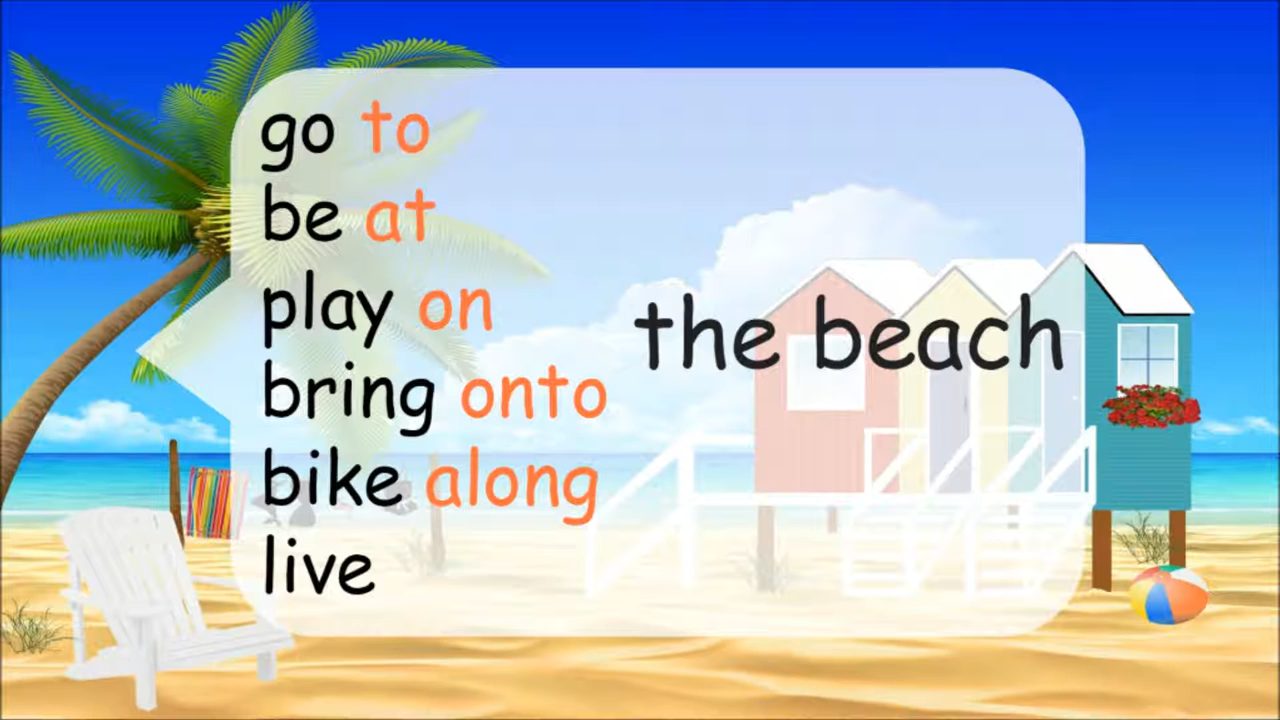 go to
be at
play on
the beach
bring onto
bike along
live